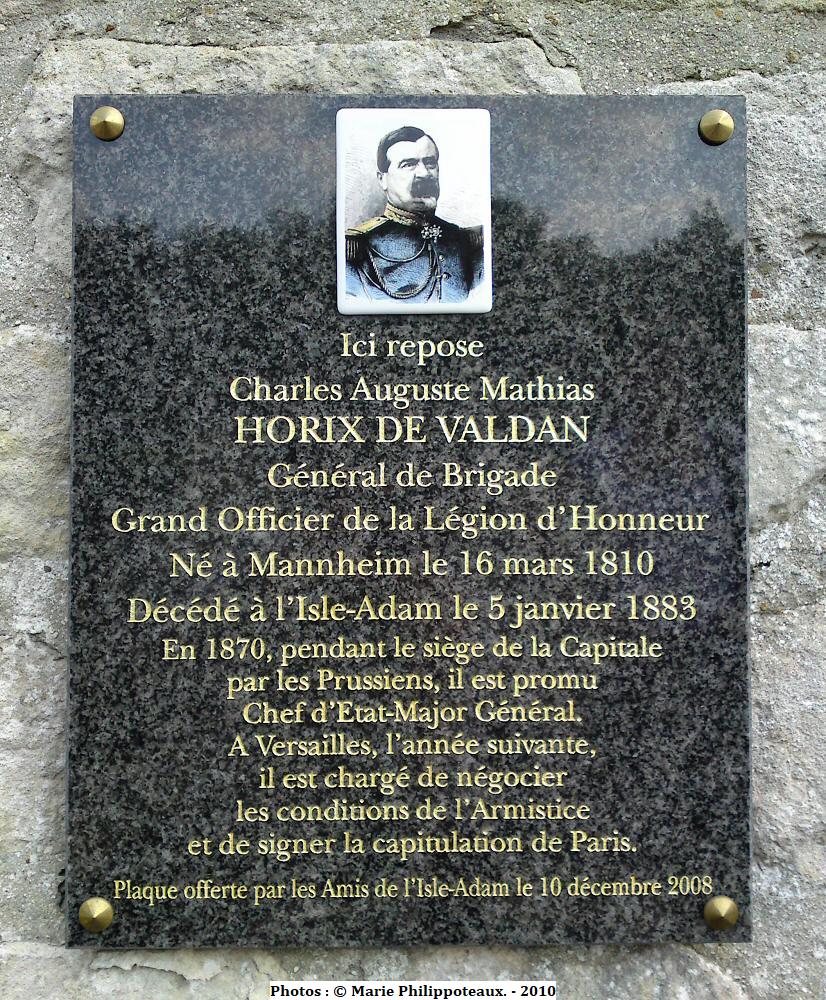 Ici repose
Charles Auguste Mathias
HORIX DE VALDAN
Général de Brigade
Grand Officier de la Légion d'Honneur
Né à Mannheim le 16 mars 1810
Décédé à l'Isle-Adam le 5 janvier 1883
En 1870, pendant le siège de la Capitale
par les Prussiens, il est promu
Chef d'Etat-Major Général.
A Versailles, l'année suivante,
il est chargé de négocier
les conditions de l'Armistice
et de signer la capitulation de Paris.
Plaque offerte par les Amis de l'Isle-Adam le 10 décembre 2008
Photos : © Marie Philippoteaux. - 2010